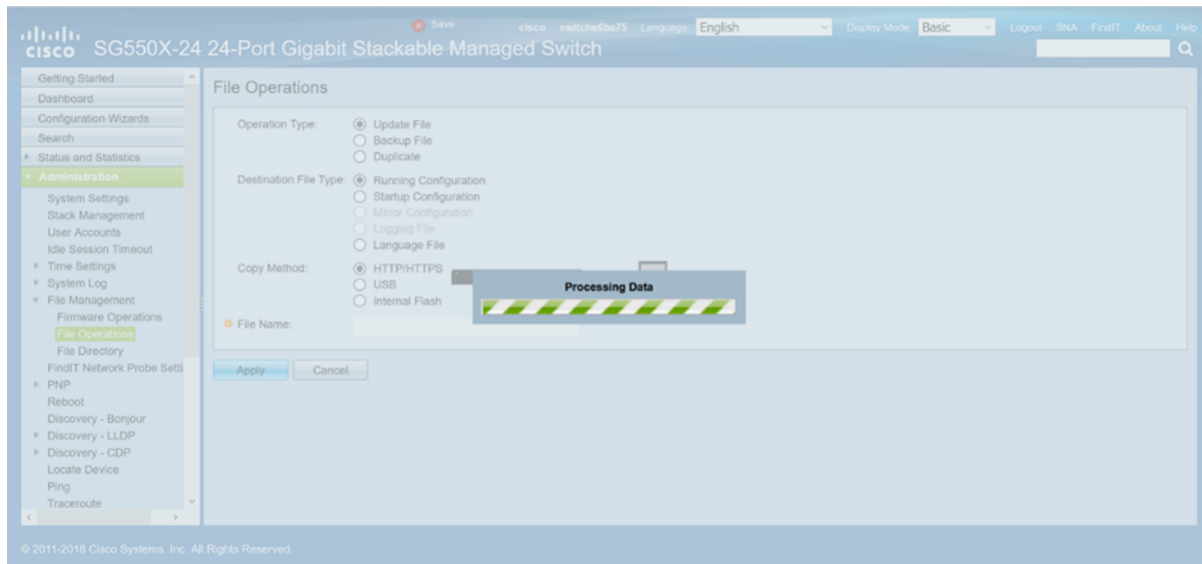 Save
cisco switche6ba75 Language: English Display Mode: Basic Logout SNA FindIT About Help
CISCO SG550X-24 24-Port Gigabit Stackable Managed Switch
Getting Started
Dashboard
Configuration Wizards
Search
Status and Statistics
Administration
System Settings
Stack Management
User Accounts
Idle Session Timeout
Time Settings
System Log
File Management
Firmware Operations
File Operations
File Directory
FindIT Network Probe Setti
PNP
Reboot
Discovery - Bonjour
Discovery - LLDP
Discovery - CDP
Locate Device
Ping
Traceroute
File Operations
Operation Type: Update File
Backup File
Duplicate
Destination File Type: Running Configuration
Startup Configuration
Mirror Configuration
Logging File
Language File
Copy Method: HTTP/HTTPS
USB
Internal Flash
File Name:
Processing Data
Apply Cancel
© 2011-2018 Cisco Systems, Inc. All Rights Reserved.